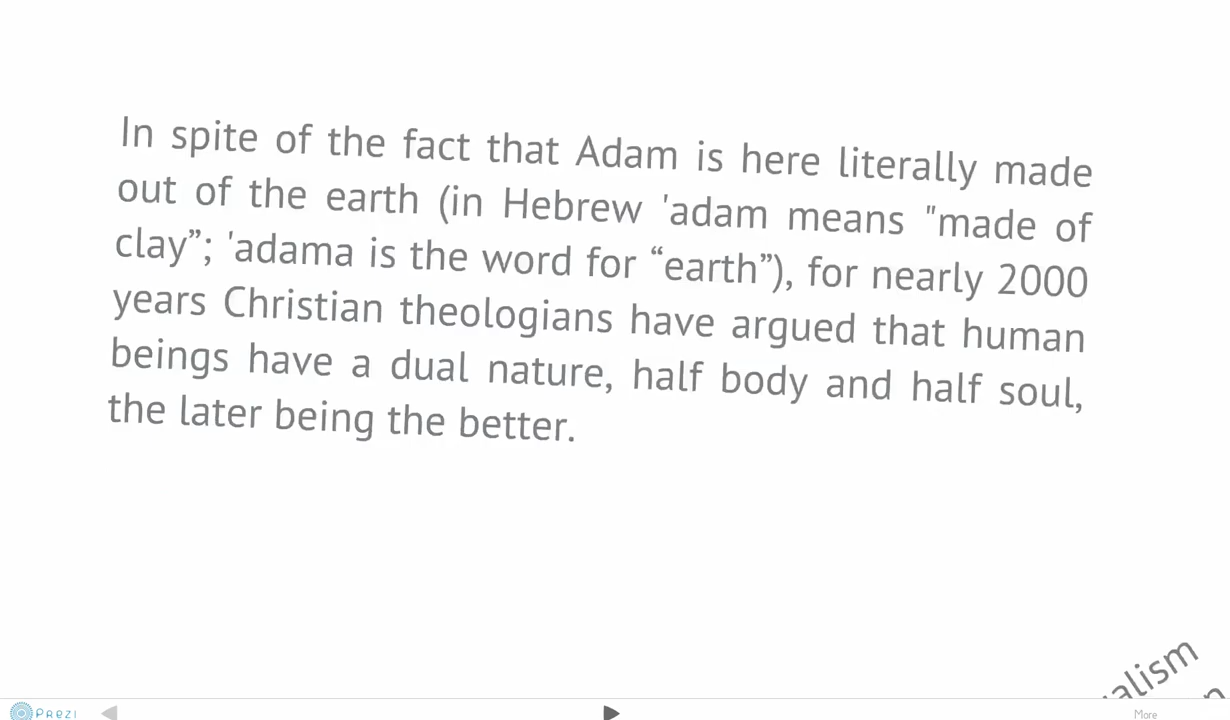 In spite of the fact that Adam is here literally made
out of the earth (in Hebrew 'adam means "made of
clay”; 'adama is the word for “earth”), for nearly 2000
years Christian theologians have argued that human
beings have a dual nature, half body and half soul,
the later being the better.
alism
PREZI
More